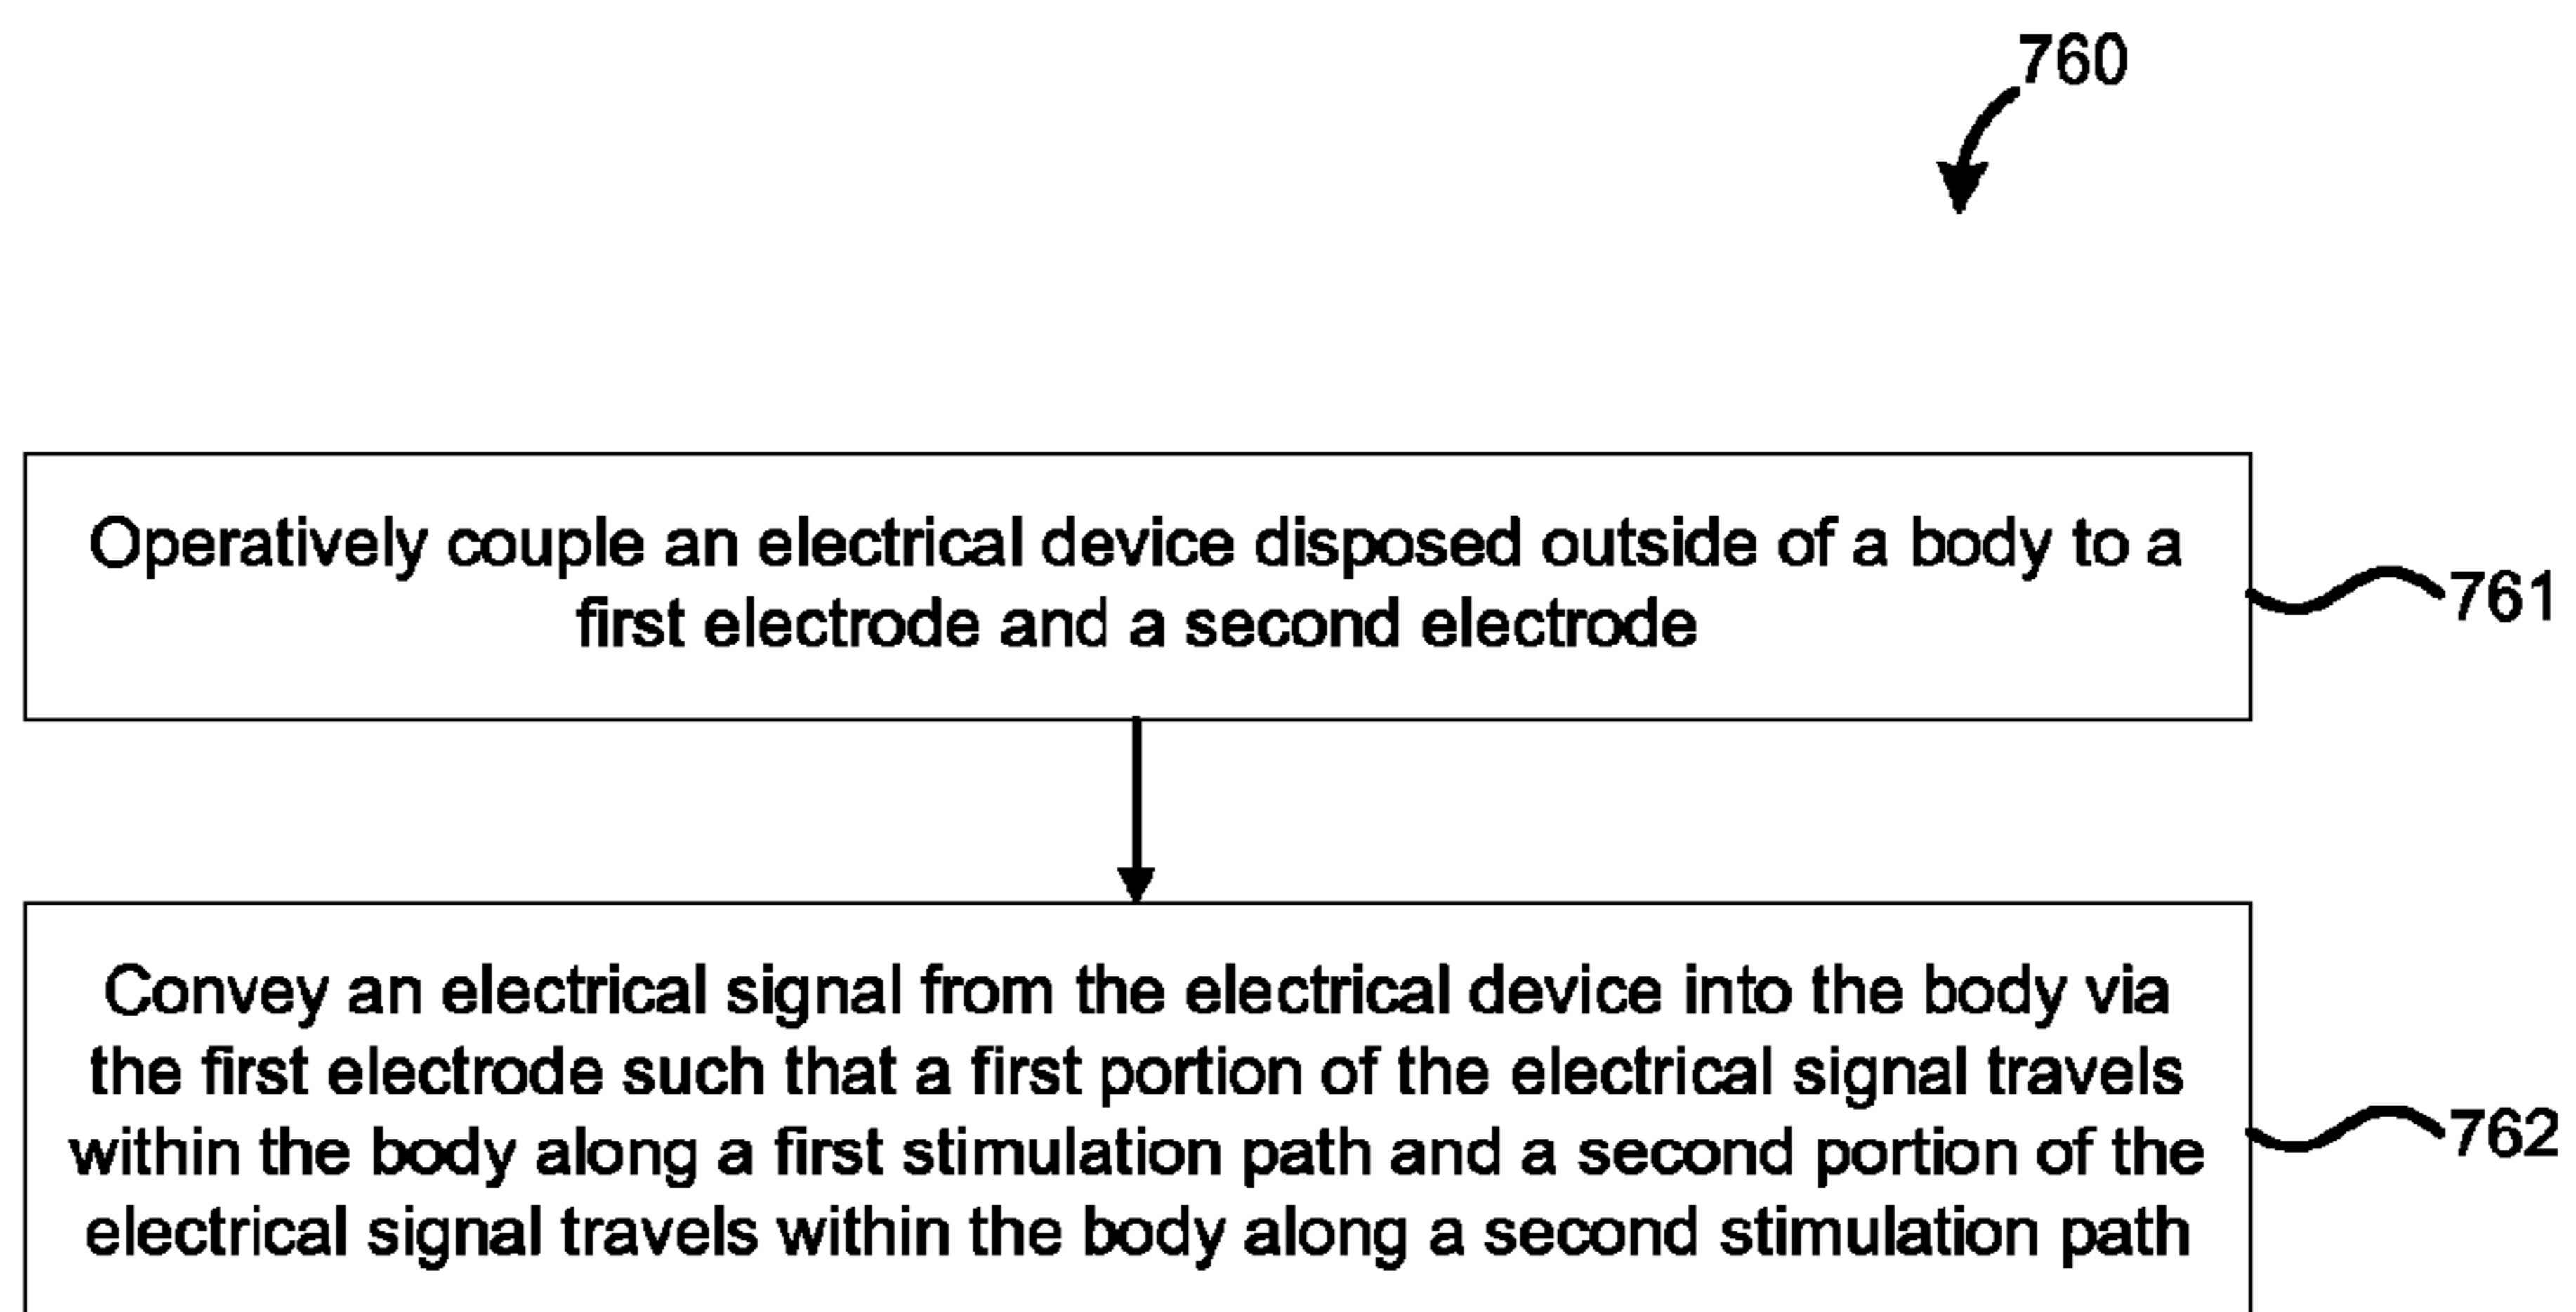 760
Operatively couple an electrical device disposed outside of a body to a
first electrode and a second electrode
761
Convey an electrical signal from the electrical device into the body via
the first electrode such that a first portion of the electrical signal travels
within the body along a first stimulation path and a second portion of the
electrical signal travels within the body along a second stimulation path
762